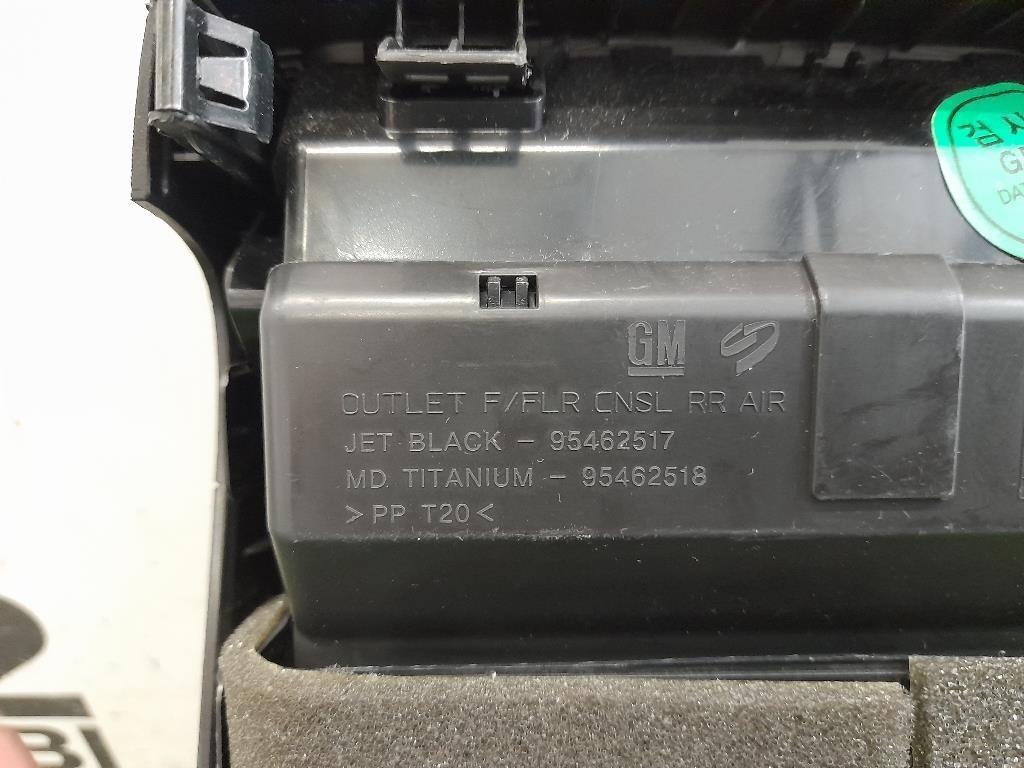 GM
OUTLET F/FLR CNSL RR AIR
JET BLACK - 95462517
MD TITANIUM - 95462518
>PP T20<